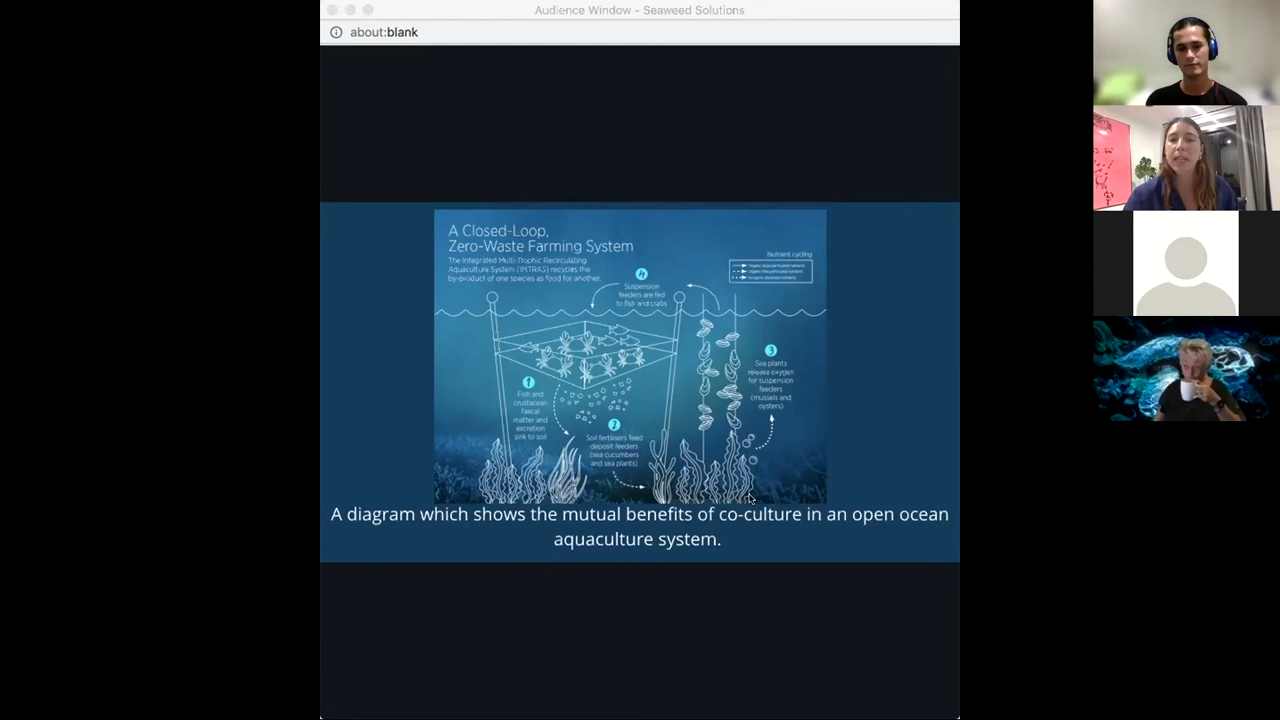 Audience Window - Seaweed Solutions
about:blank
A Closed-Loop,
Zero-Waste Farming System
The Integrated Multi-Trophic Recirculating
Aquaculture System (IMTRAS) recycles the
by-product of one species as food for another.
Nutrient cycling
4
Suspension
feeders are fed
to fish and crabs
3
Sea plants
release oxygen
for suspension
feeders
(mussels and
oysters)
1
Fish and
crustacean
faecal
matter and
excretion
sink to soil
2
Soil fertilisers feed
deposit feeders
(sea cucumbers
and sea plants)
A diagram which shows the mutual benefits of co-culture in an open ocean
aquaculture system.